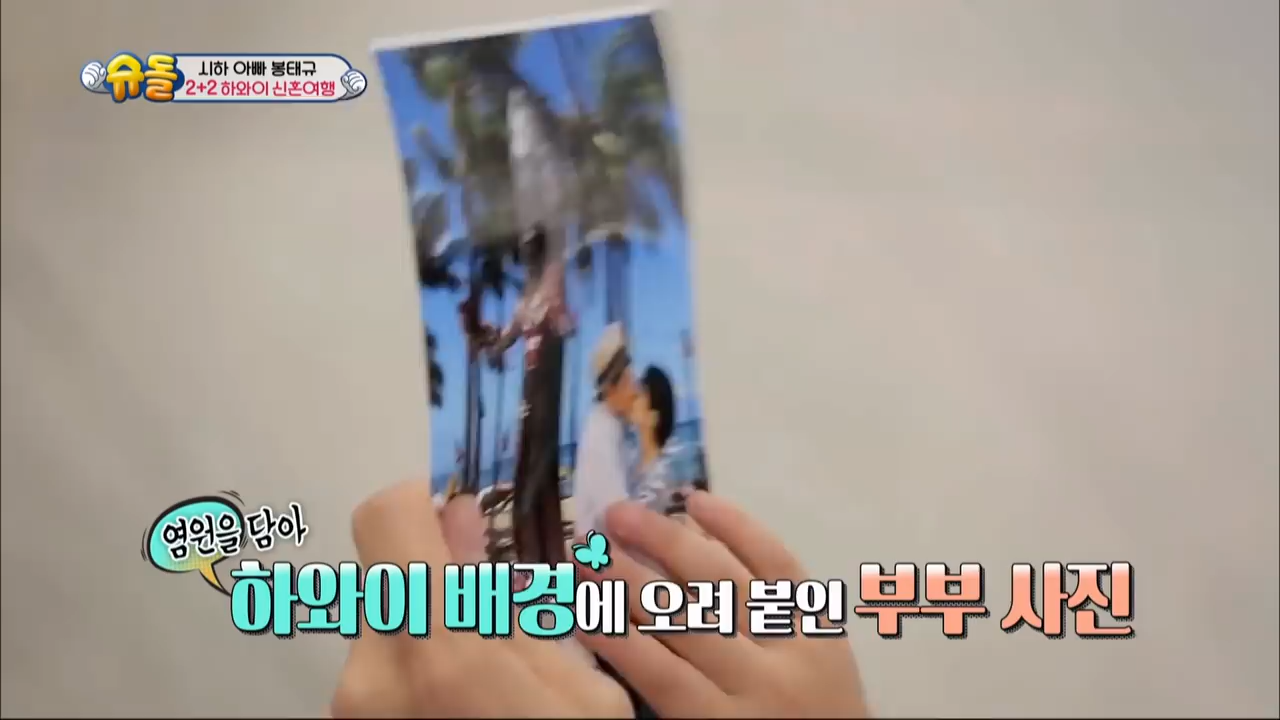 슈돌
시하 아빠 봉태규
2+2 하와이 신혼여행
염원을 담아
하와이 배경에 오려 붙인 부부 사진